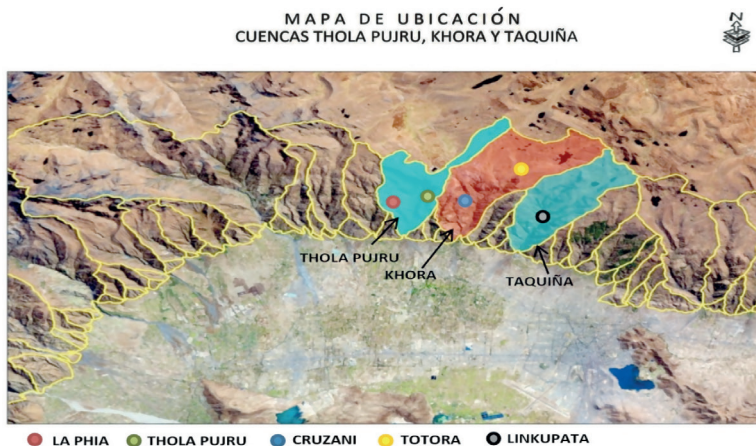 MAPA DE UBICACIÓN
CUENCAS THOLA PUJRU, KHORA Y TAQUIÑA
N
THOLA PUJRU
KHORA
TAQUIÑA
LA PHIA THOLA PUJRU CRUZANI TOTORA LINKUPATA